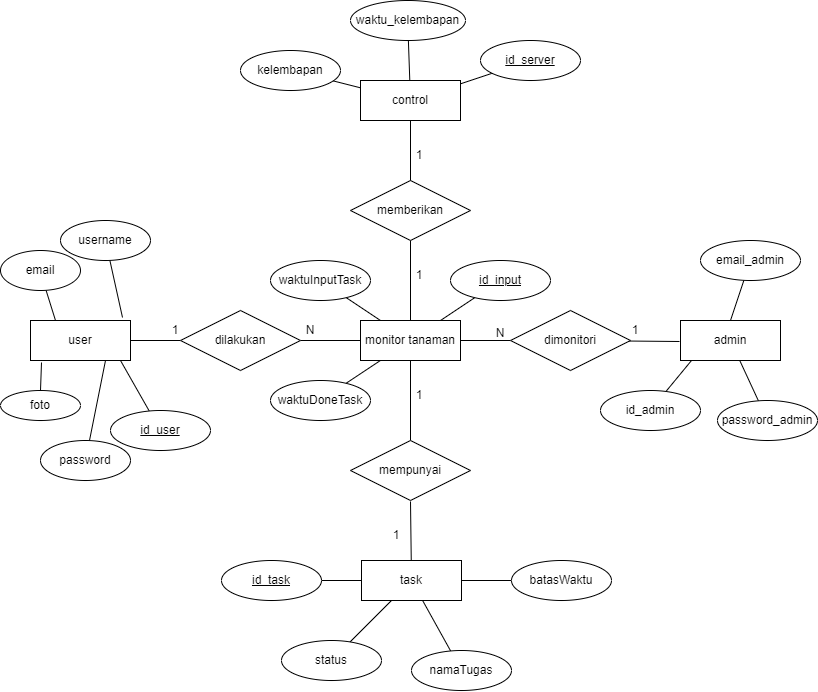 waktu_kelembapan
kelembapan
id_server
control
1
memberikan
username
email
waktuInputTask
1
id_input
email_admin
user
1
dilakukan
N
monitor tanaman
N
dimonitori
1
admin
foto
id_user
password
waktuDoneTask
1
id_admin
password_admin
mempunyai
1
id_task
task
batasWaktu
status
namaTugas